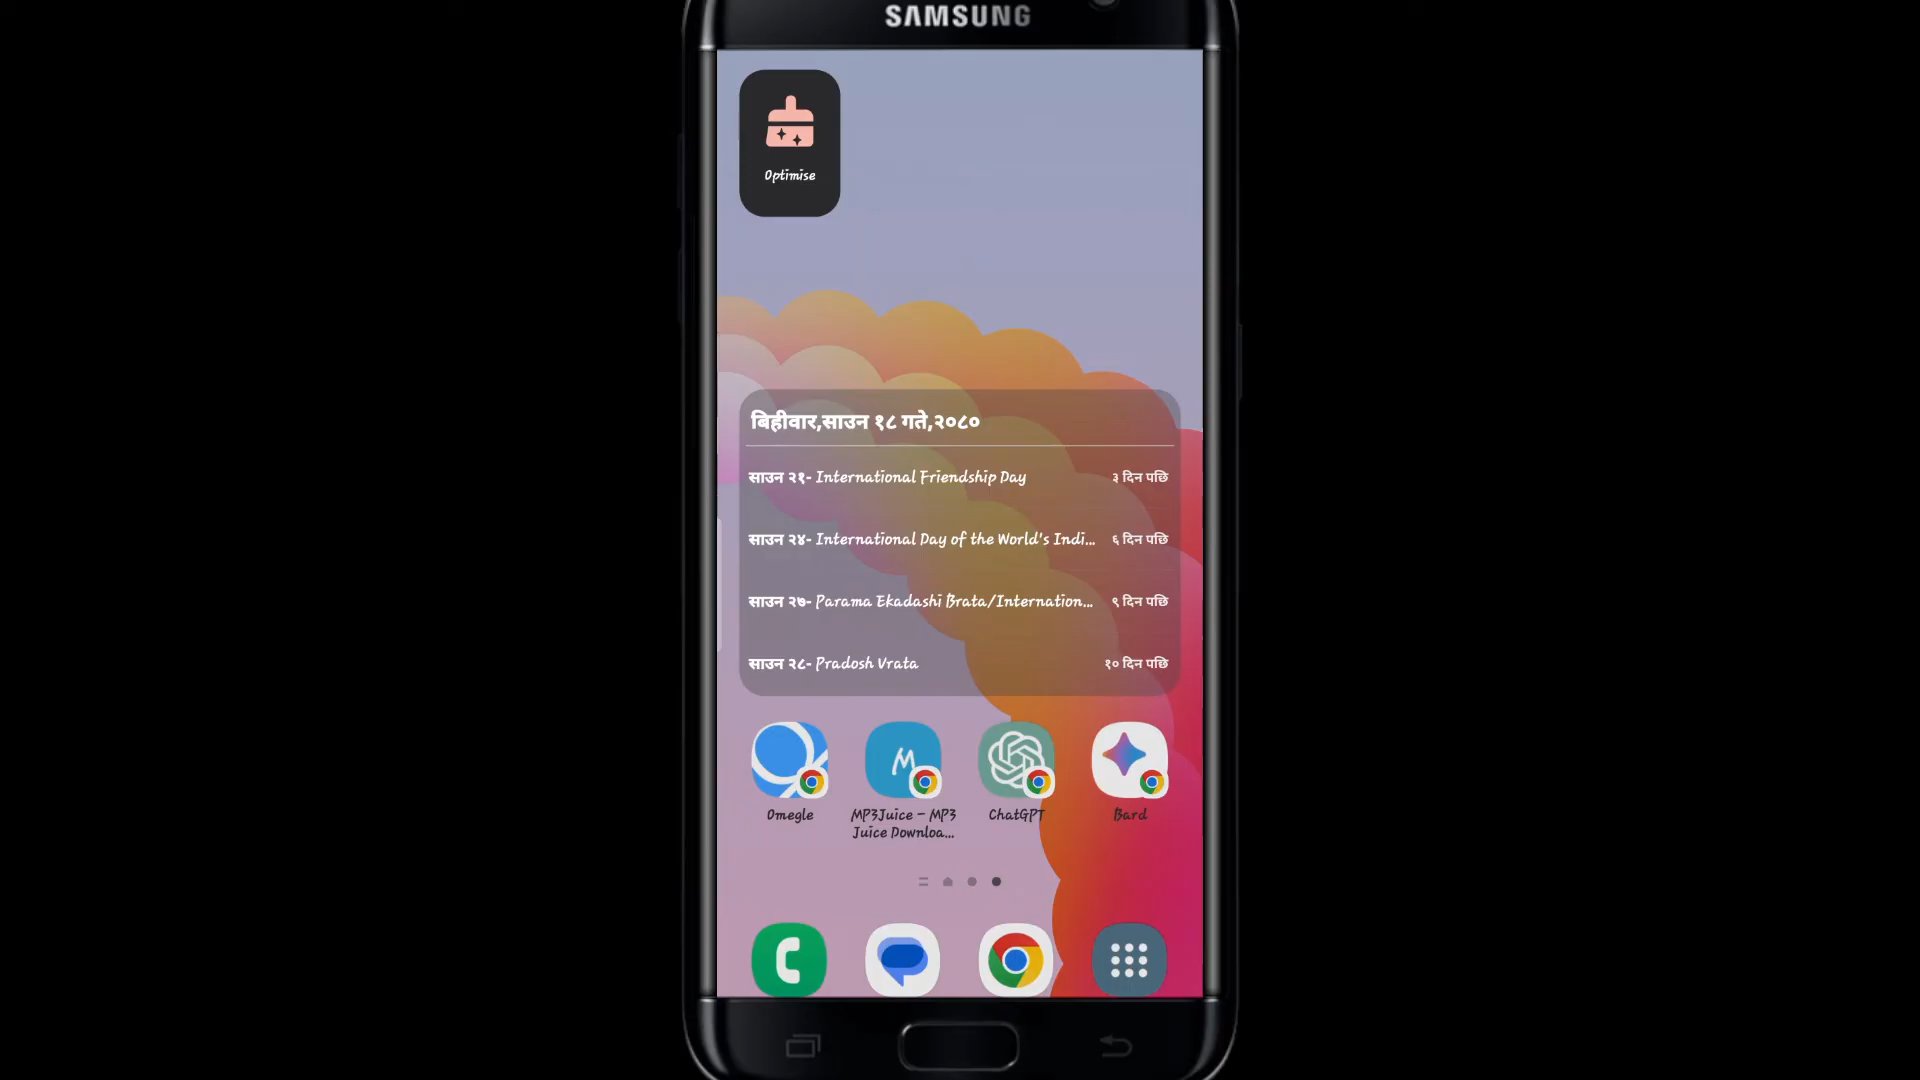 SAMSUNG
Optimise
बिहीवार,साउन १८ गते,२०८०
साउन २१- International Friendship Day ३ दिन पछि
साउन २४- International Day of the World's Indi... ६ दिन पछि
साउन २७- Parama Ekadashi Brata/Internation... ९ दिन पछि
साउन २८- Pradosh Vrata १० दिन पछि
Omegle
MP3Juice - MP3
Juice Downloa...
ChatGPT
Bard